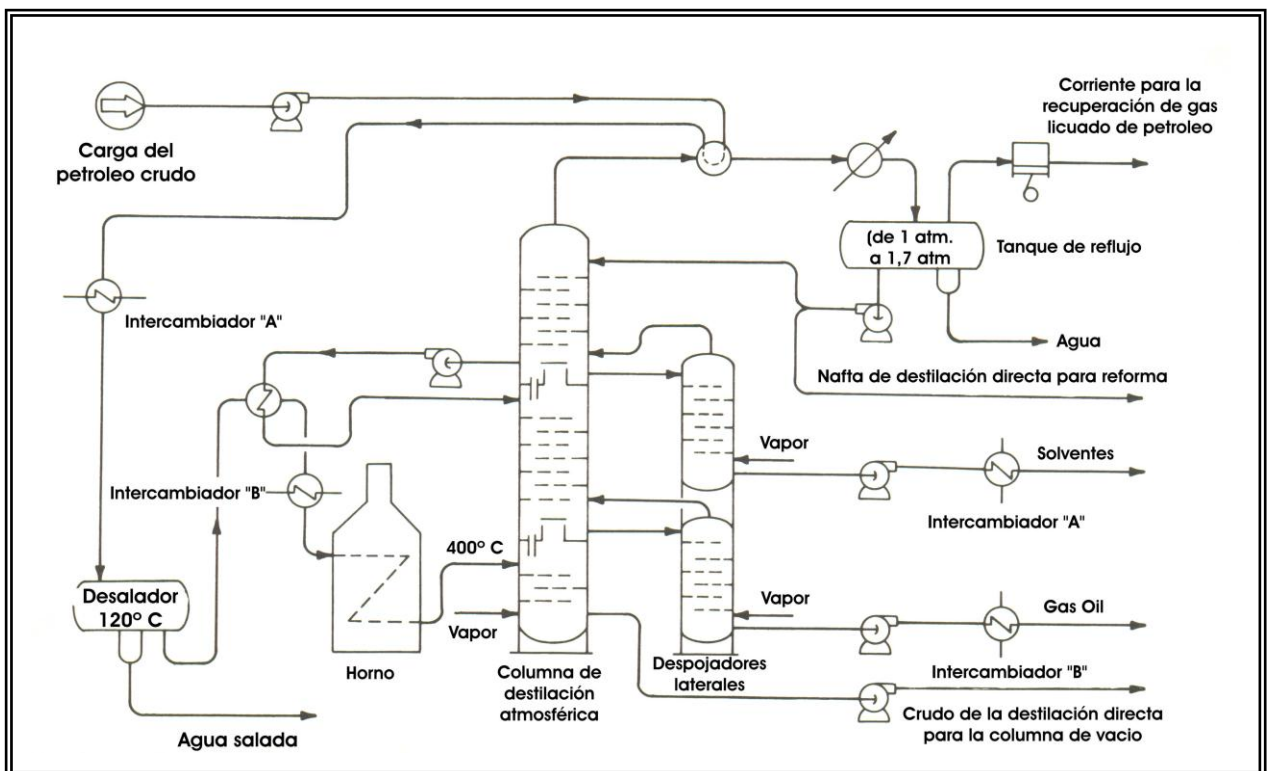 Carga del
petroleo crudo
Corriente para la
recuperación de gas
licuado de petroleo
(de 1 atm.
a 1,7 atm
Tanque de reflujo
Intercambiador "A"
Agua
Nafta de destilación directa para reforma
Vapor
Solventes
Intercambiador "B"
Intercambiador "A"
400° C
Desalador
120° C
Vapor
Gas Oil
Vapor
Horno
Columna de
destilación
atmosférica
Despojadores
laterales
Intercambiador "B"
Crudo de la destilación directa
para la columna de vacio
Agua salada